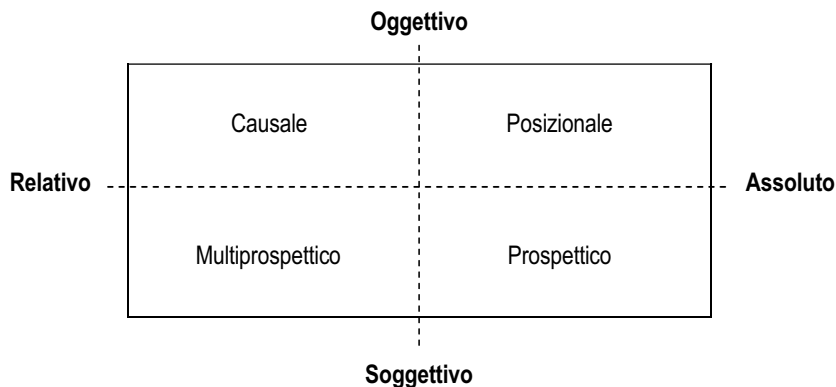 Oggettivo
Causale Posizionale
Relativo Assoluto
Multiprospettico Prospettico
Soggettivo